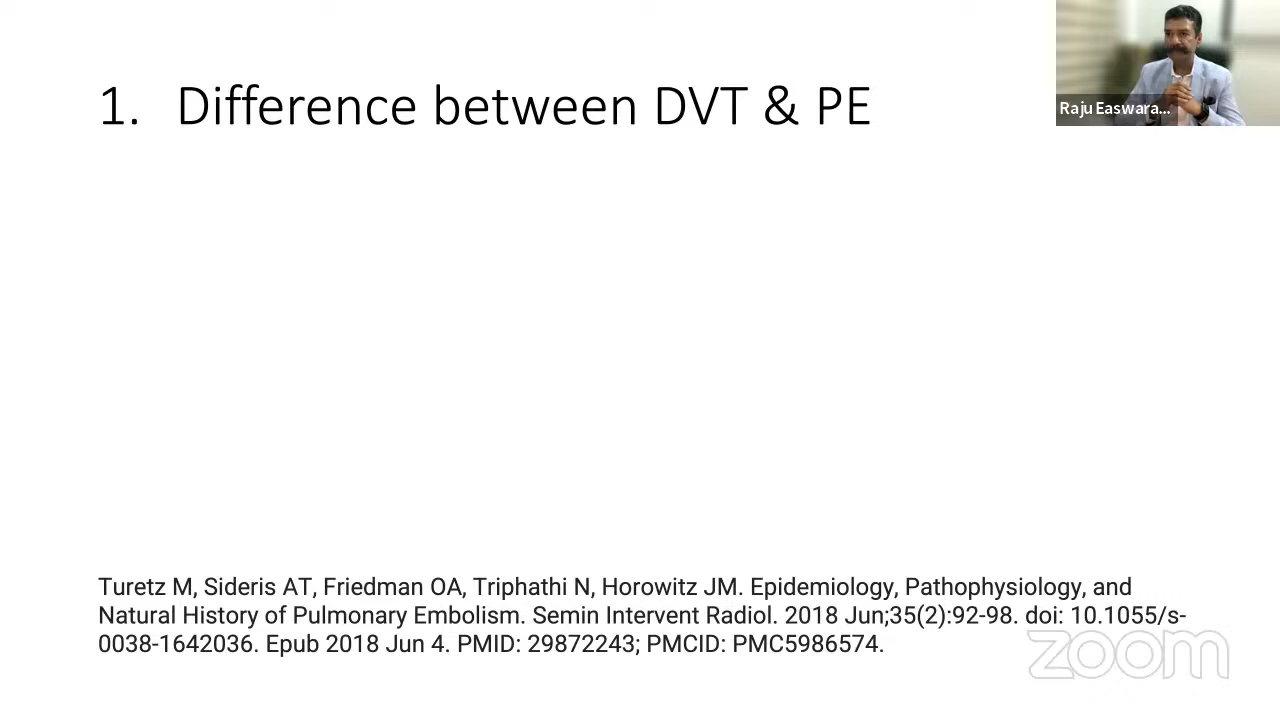 1. Difference between DVT & PE
Raju Easwara...
Turetz M, Sideris AT, Friedman OA, Triphathi N, Horowitz JM. Epidemiology, Pathophysiology, and
Natural History of Pulmonary Embolism. Semin Intervent Radiol. 2018 Jun;35(2):92-98. doi: 10.1055/s-
0038-1642036. Epub 2018 Jun 4. PMID: 29872243; PMCID: PMC5986574.
zoom